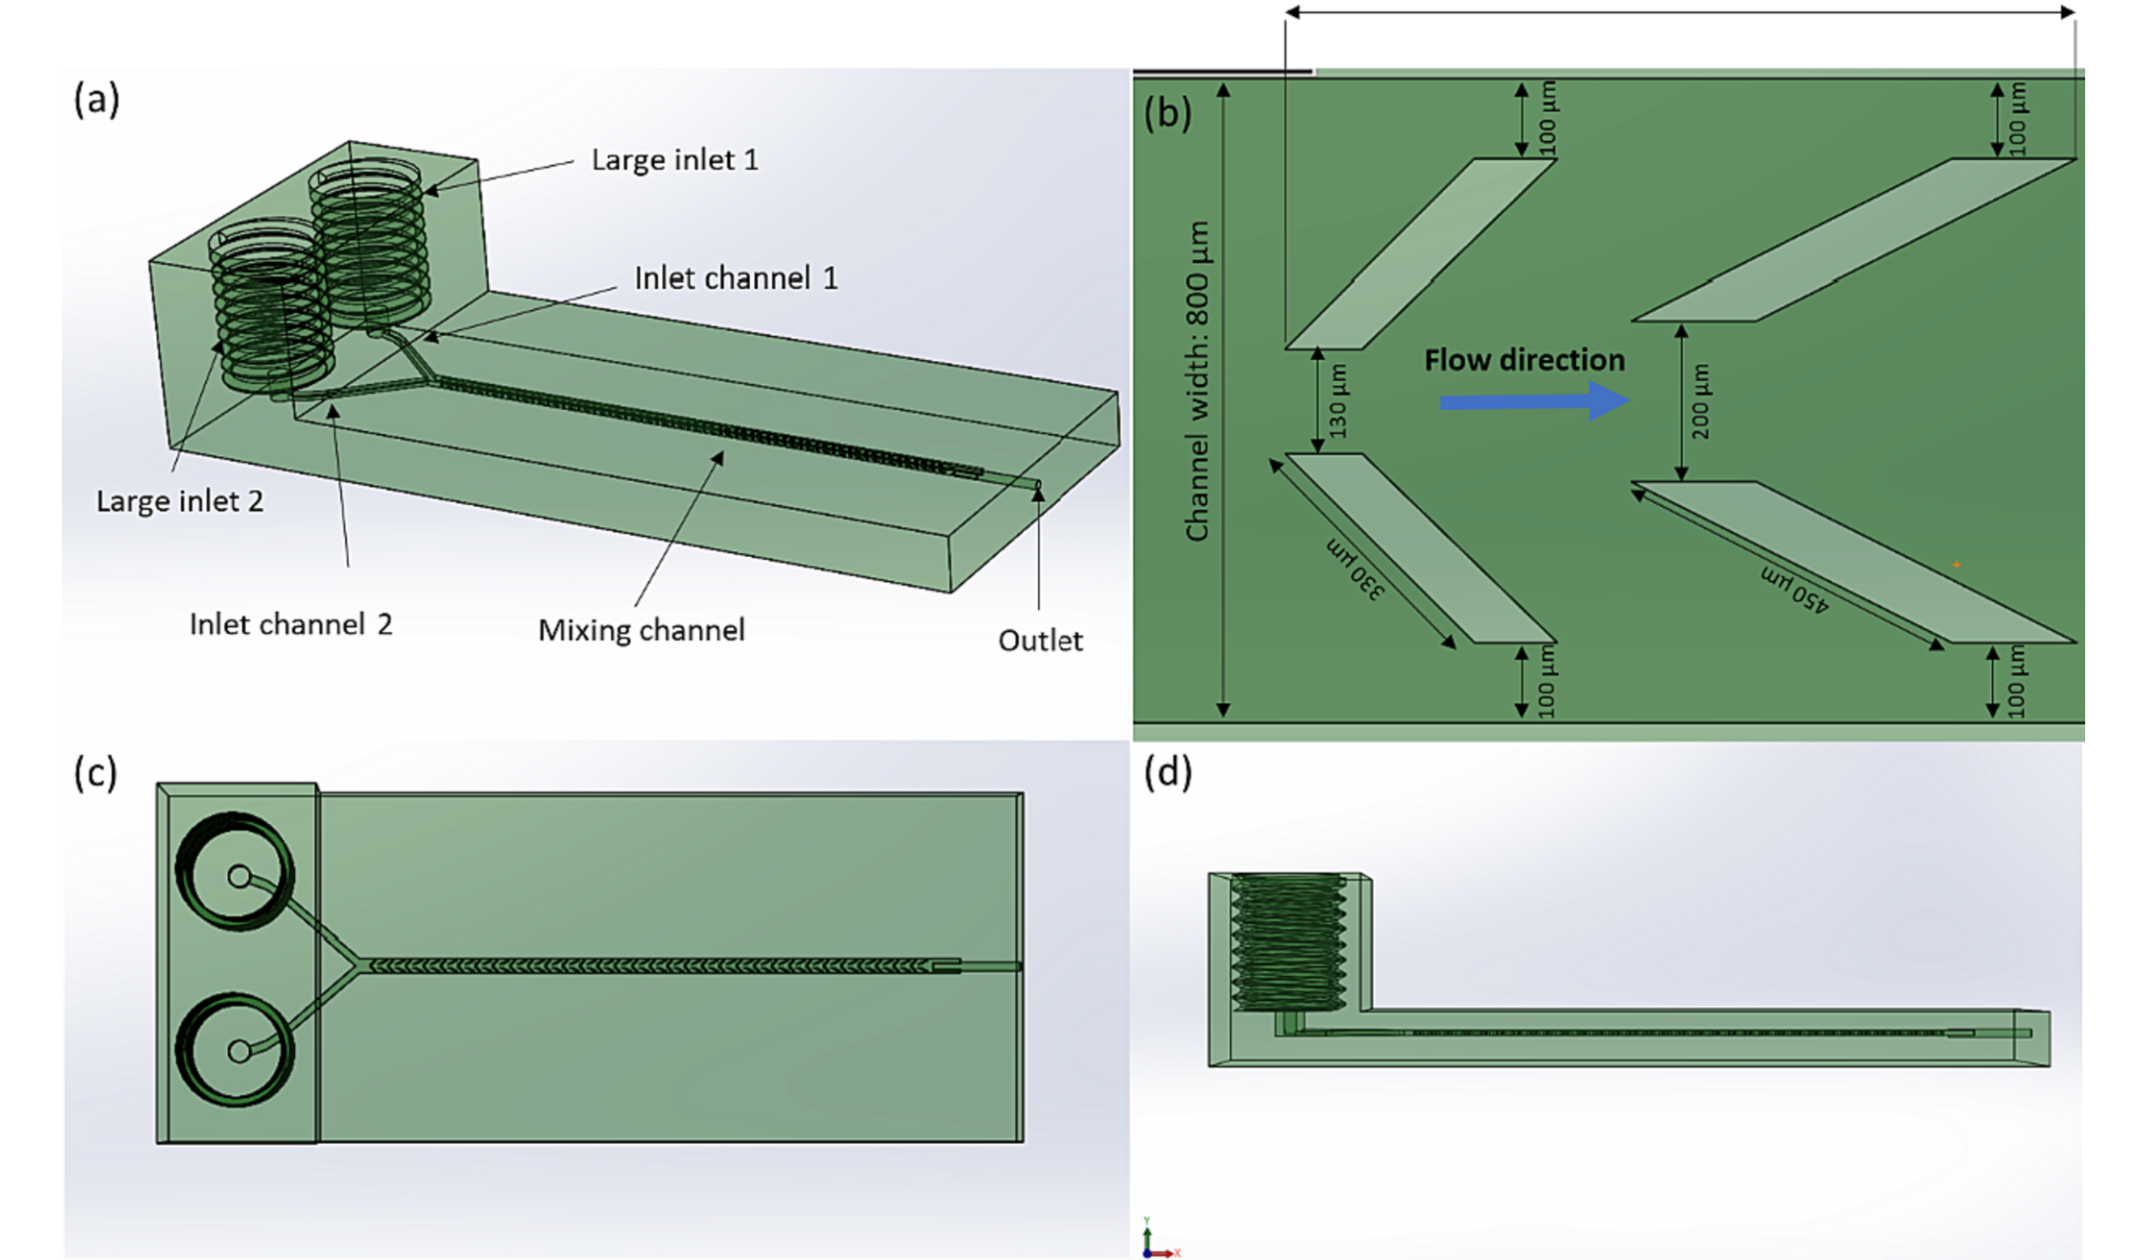 (a)
Large inlet 1
Inlet channel 1
Large inlet 2
Inlet channel 2
Mixing channel
Outlet
(b)
100 µm
100 µm
Channel width: 800 µm
Flow direction
130 µm
200 µm
330 µm
450 µm
100 µm
100 µm
(c)
(d)
Y
X